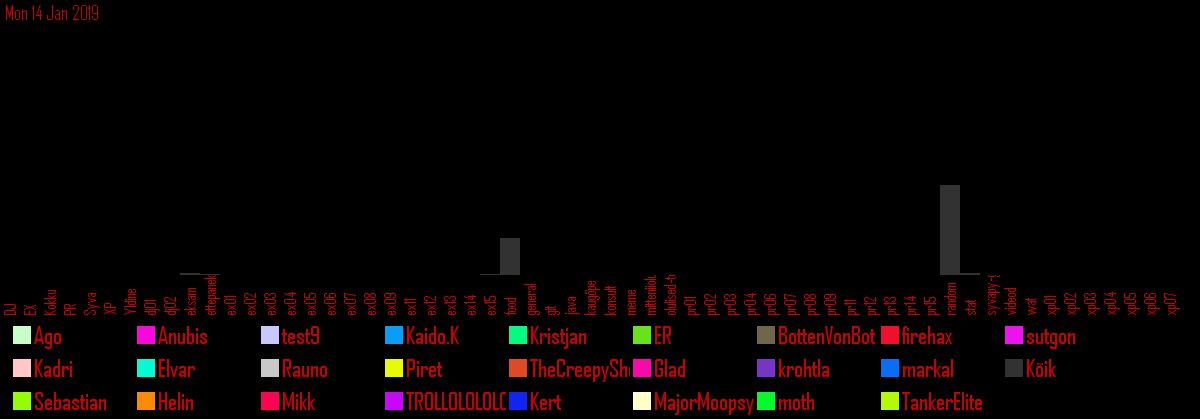 Mon 14 Jan 2019
DJ EX Kokku PR Syva XP Yldine dj01 dj02 eksam ettepanek ex01 ex02 ex03 ex04 ex05 ex06 ex07 ex08 ex09 ex11 ex12 ex13 ex14 ex15 food general git java kaugõpe konsult meme mitteniiolu olulised-h pr01 pr02 pr03 pr04 pr06 pr07 pr08 pr09 pr11 pr12 pr13 pr14 pr15 random stat syvapy-t videod wat xp01 xp02 xp03 xp04 xp05 xp06 xp07
Ago Anubis test9 Kaido.K Kristjan ER BottenVonBot firehax sutgon
Kadri Elvar Rauno Piret TheCreepySh Glad krohtla markal Kõik
Sebastian Helin Mikk TROLLOLOLOLO Kert MajorMoopsy moth TankerElite